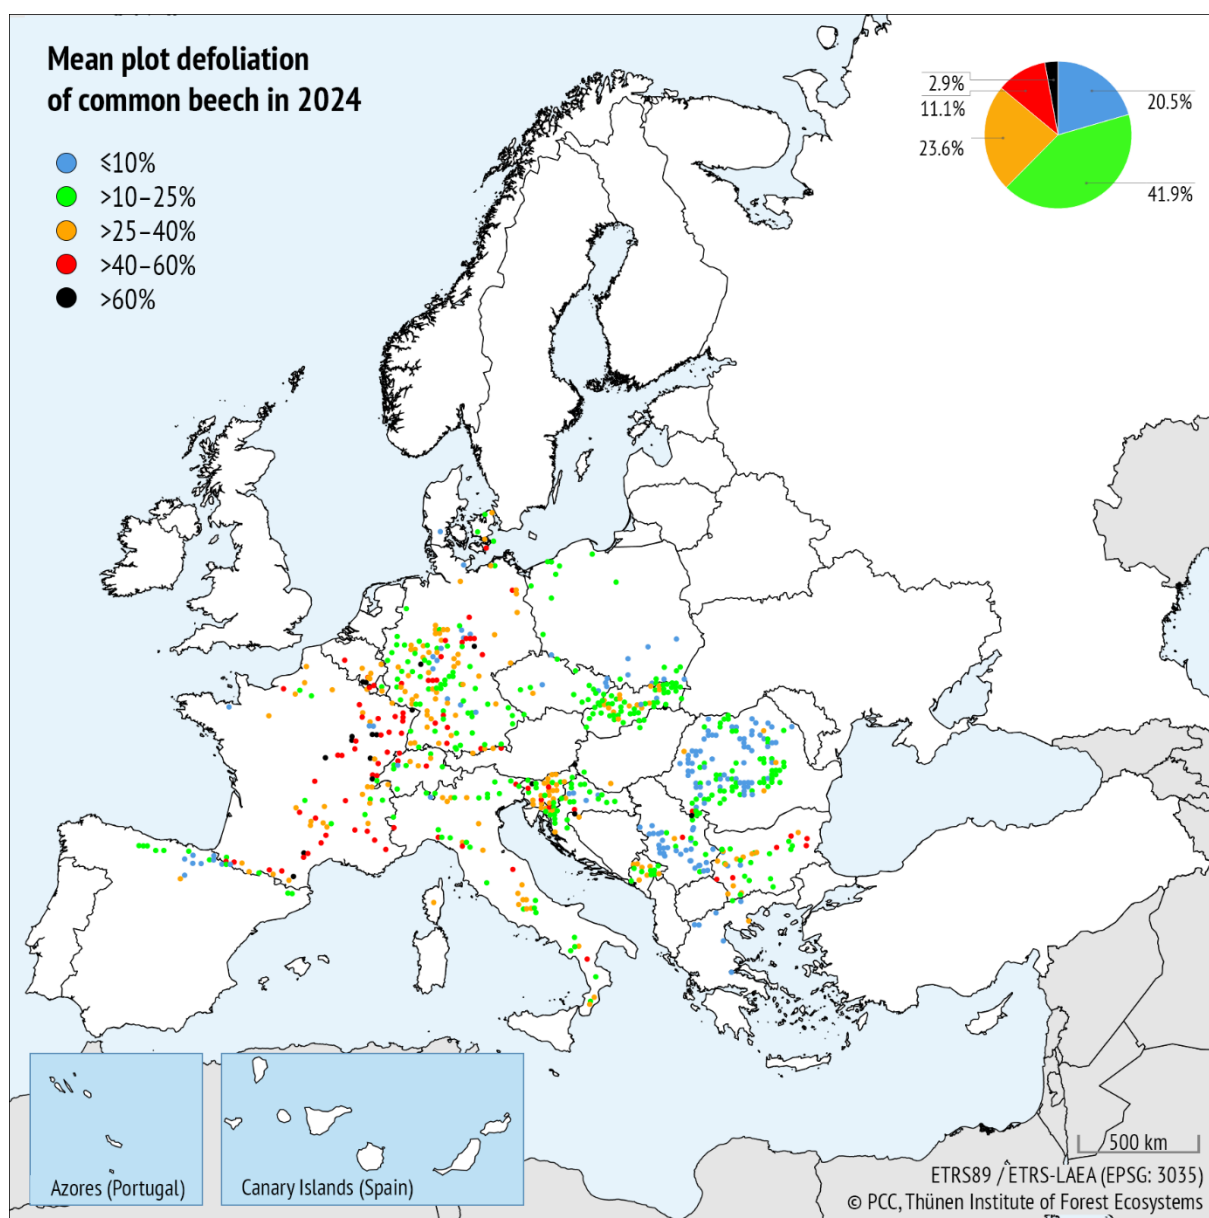 Mean plot defoliation
of common beech in 2024
≤10%
>10–25%
>25–40%
>40–60%
>60%
2.9%
11.1%
23.6%
20.5%
41.9%
Azores (Portugal)
Canary Islands (Spain)
500 km
ETRS89 / ETRS-LAEA (EPSG: 3035)
© PCC, Thünen Institute of Forest Ecosystems